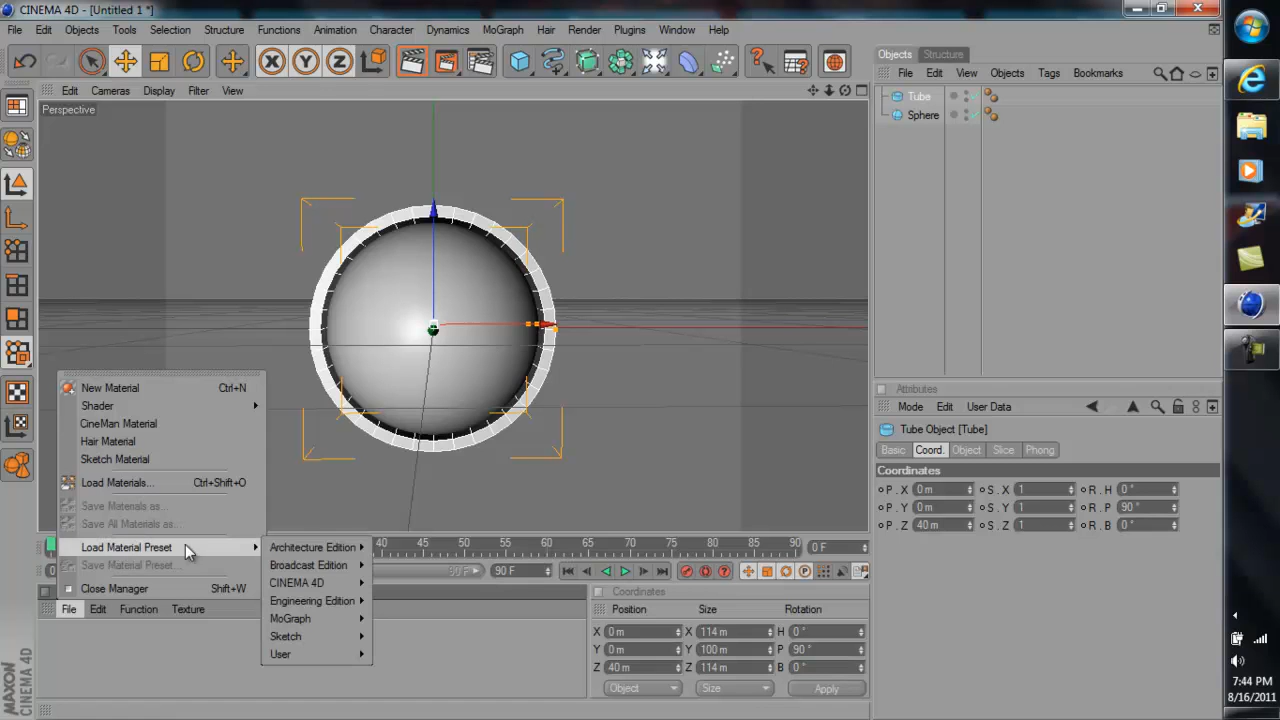 CINEMA 4D - [Untitled 1 *]
File Edit Objects Tools Selection Structure Functions Animation Character Dynamics MoGraph Hair Render Plugins Window Help
X Y Z
Edit Cameras Display Filter View
Perspective
Objects Structure
File Edit View Objects Tags Bookmarks
Tube
Sphere
Attributes
Mode Edit User Data
Tube Object [Tube]
Basic Coord. Object Slice Phong
Coordinates
P . X 0 m S . X 1 R . H 0 °
P . Y 0 m S . Y 1 R . P 90 °
P . Z 40 m S . Z 1 R . B 0 °
New Material Ctrl+N
Shader
CineMan Material
Hair Material
Sketch Material
Load Materials... Ctrl+Shift+O
Save Materials as...
Save All Materials as...
Load Material Preset
Save Material Preset...
Close Manager Shift+W
Architecture Edition
Broadcast Edition
CINEMA 4D
Engineering Edition
MoGraph
Sketch
User
40 50 60 70 80 90 0 F
90 F 90 F
File Edit Function Texture
Coordinates
Position Size Rotation
X 0 m X 114 m H 0 °
Y 0 m Y 100 m P 90 °
Z 40 m Z 114 m B 0 °
Object Size Apply
MAXON
CINEMA 4D
7:44 PM
8/16/2011